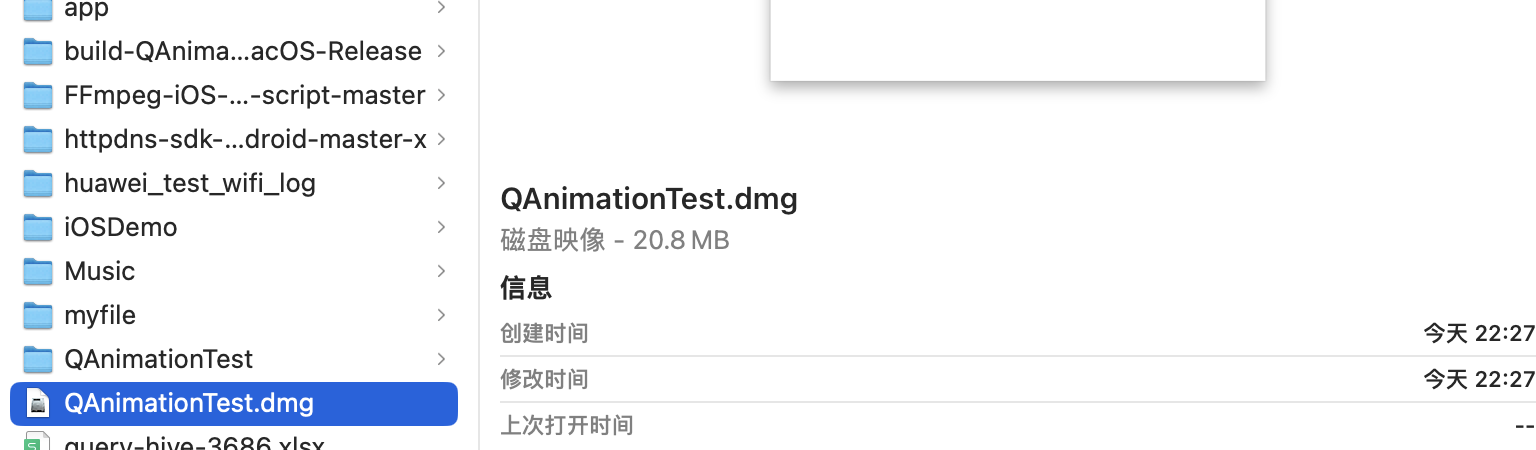 app
build-QAnima...acOS-Release
FFmpeg-iOS-...-script-master
httpdns-sdk-...droid-master-x
huawei_test_wifi_log
iOSDemo
Music
myfile
QAnimationTest
QAnimationTest.dmg
query-hive-3686.xlsx
QAnimationTest.dmg
磁盘映像 - 20.8 MB
信息
创建时间 今天 22:27
修改时间 今天 22:27
上次打开时间 --